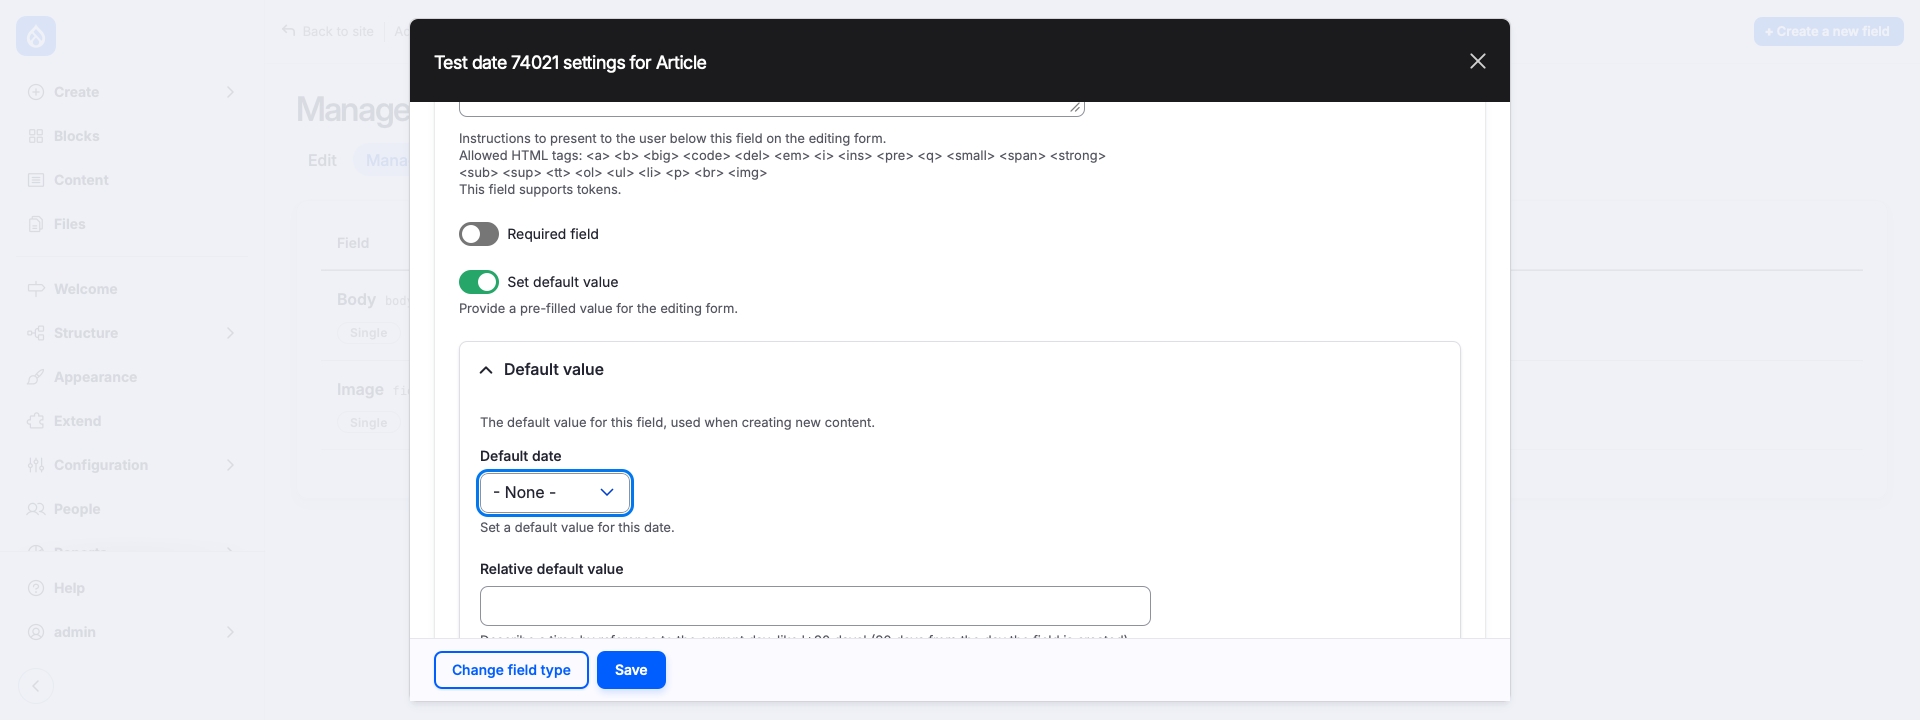 Back to site
+ Create a new field
Test date 74021 settings for Article
Create
Blocks
Content
Files
Welcome
Structure
Appearance
Extend
Configuration
People
Reports
Help
admin
Manage
Edit
Field
Body
Single
Image
Single
Instructions to present to the user below this field on the editing form.
Allowed HTML tags: <a> <b> <big> <code> <del> <em> <i> <ins> <pre> <q> <small> <span> <strong>
<sub> <sup> <tt> <ol> <ul> <li> <p> <br> <img>
This field supports tokens.
Required field
Set default value
Provide a pre-filled value for the editing form.
Default value
The default value for this field, used when creating new content.
Default date
- None -
Set a default value for this date.
Relative default value
Change field type
Save